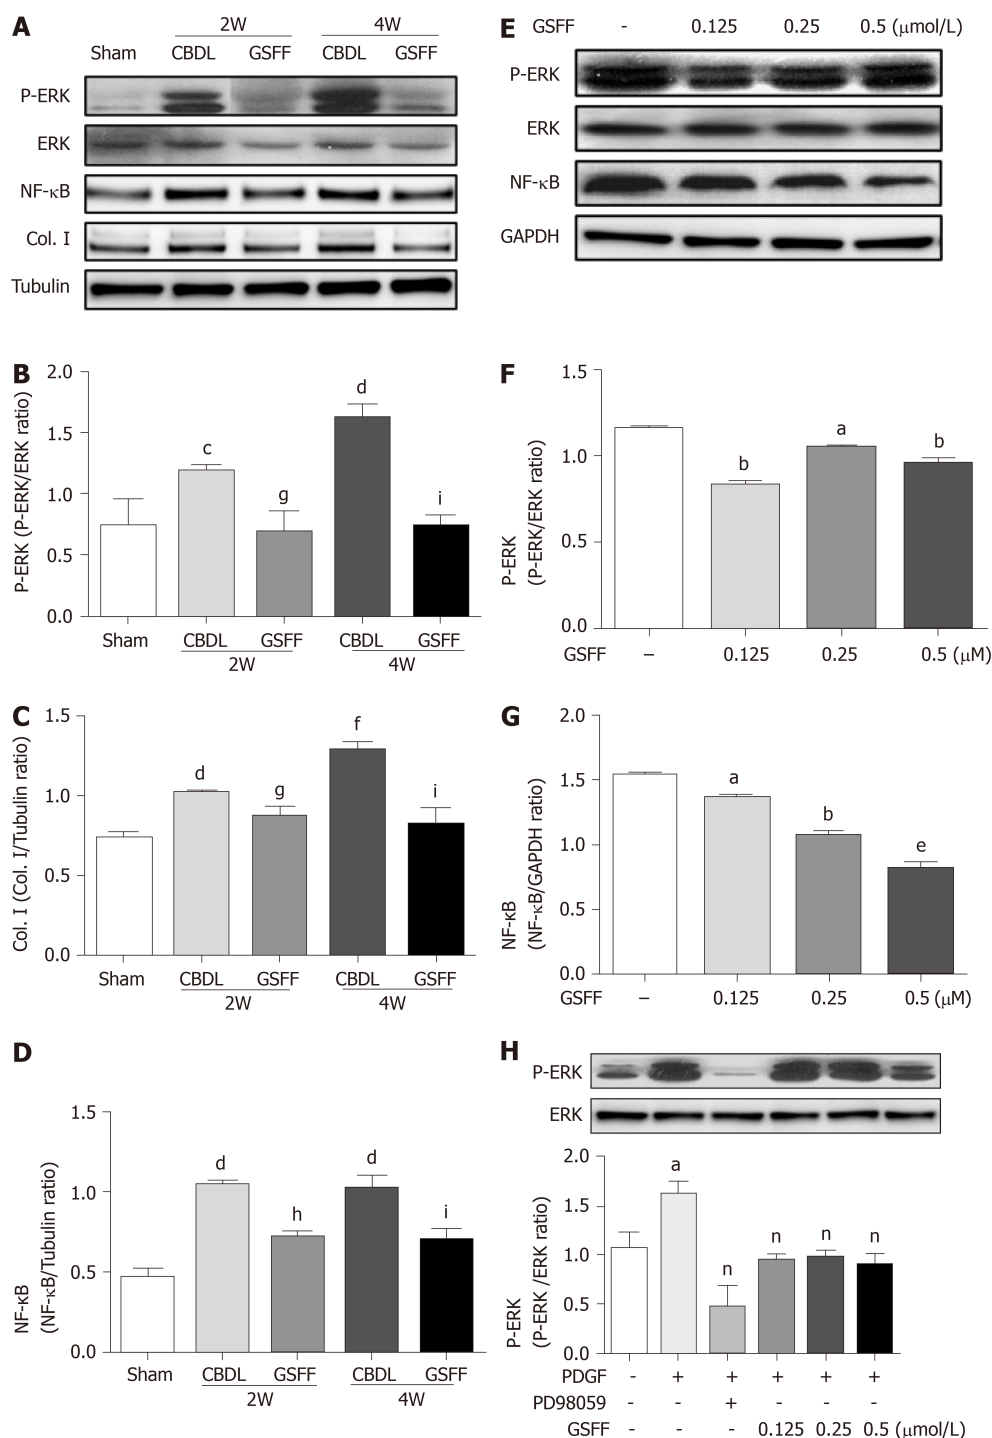 A
2W 4W
Sham CBDL GSFF CBDL GSFF
P-ERK
ERK
NF-κB
Col. I
Tubulin
E
GSFF - 0.125 0.25 0.5 (μmol/L)
P-ERK
ERK
NF-κB
GAPDH
B
P-ERK (P-ERK/ERK ratio)
2.0
1.5
1.0
0.5
0.0
c
g
d
i
Sham CBDL GSFF CBDL GSFF
2W 4W
F
P-ERK
(P-ERK/ERK ratio)
1.5
1.0
0.5
0.0
b
a
b
GSFF – 0.125 0.25 0.5 (μM)
C
Col. I (Col. I/Tubulin ratio)
1.5
1.0
0.5
0.0
d
g
f
i
Sham CBDL GSFF CBDL GSFF
2W 4W
G
NF-κB
(NF-κB/GAPDH ratio)
2.0
1.5
1.0
0.5
0.0
a
b
e
GSFF – 0.125 0.25 0.5 (μM)
D
NF-κB
(NF-κB/Tubulin ratio)
1.5
1.0
0.5
0.0
d
h
d
i
Sham CBDL GSFF CBDL GSFF
2W 4W
H
P-ERK
ERK
P-ERK
(P-ERK /ERK ratio)
2.0
1.5
1.0
0.5
0.0
a
n
n
n
n
PDGF - + + + + +
PD98059 - - + - - -
GSFF - - - 0.125 0.25 0.5 (μmol/L)